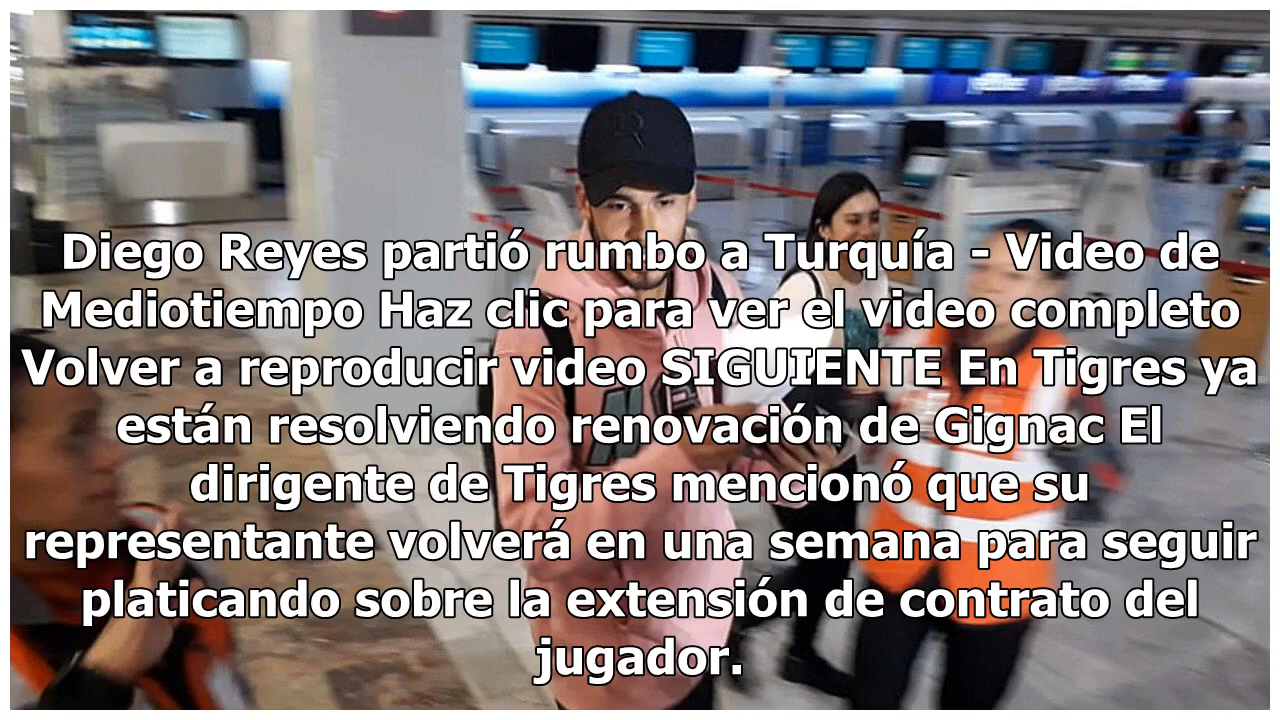 Diego Reyes partió rumbo a Turquía - Video de
Mediotiempo Haz clic para ver el video completo
Volver a reproducir video SIGUIENTE En Tigres ya
están resolviendo renovación de Gignac El
dirigente de Tigres mencionó que su
representante volverá en una semana para seguir
platicando sobre la extensión de contrato del
jugador.